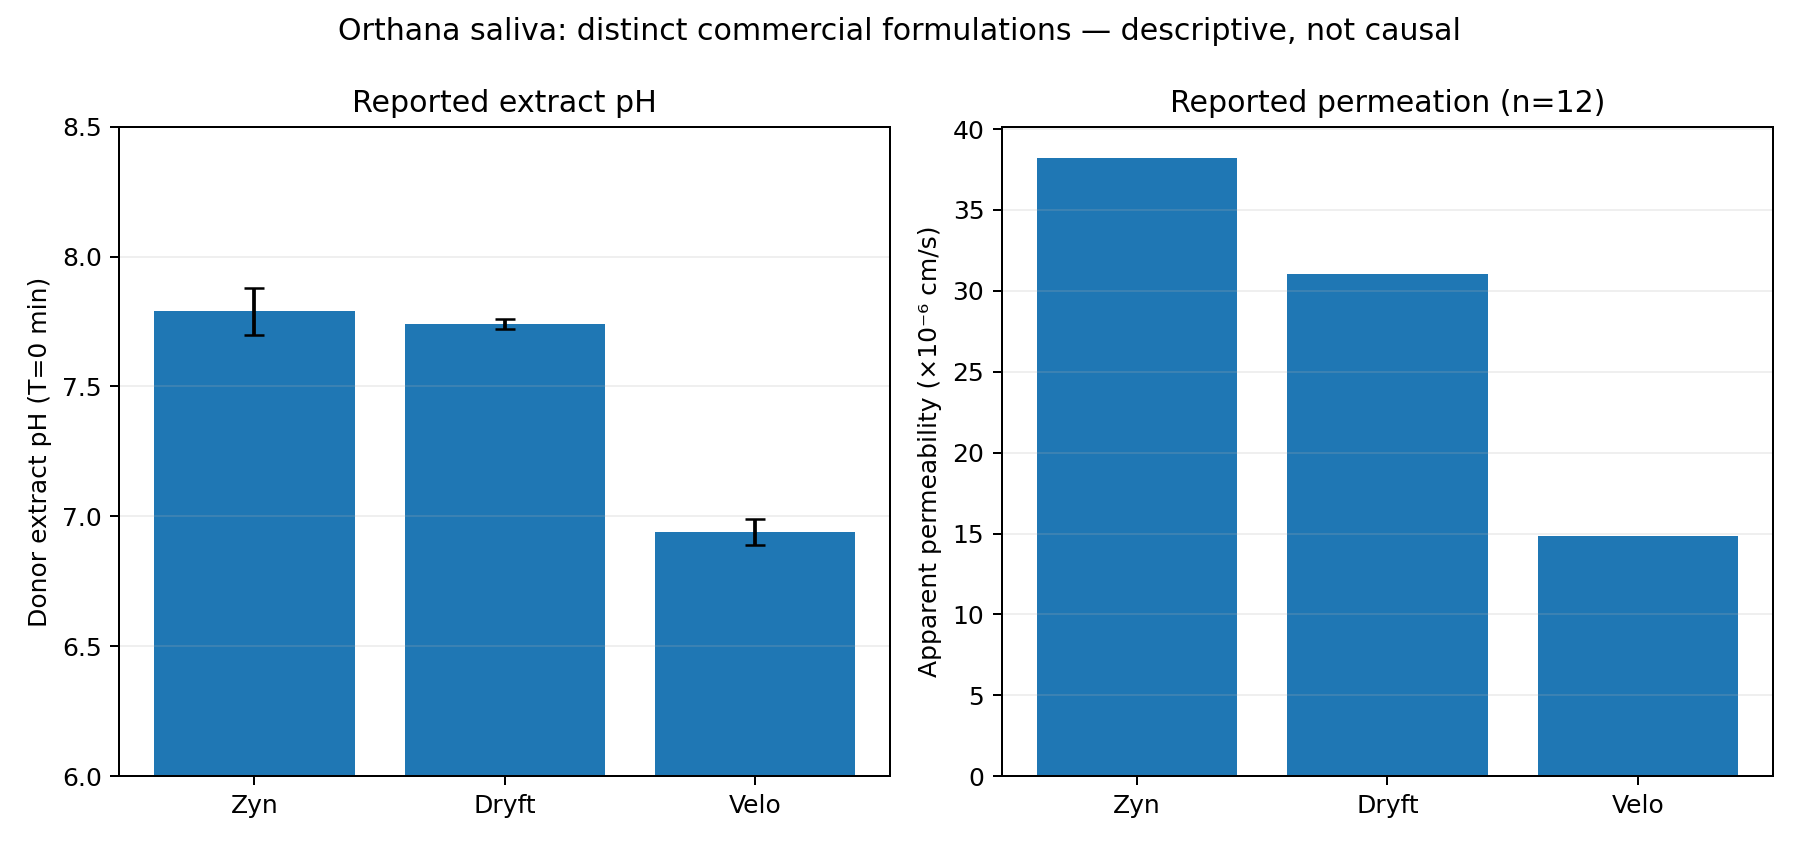 Orthana saliva: distinct commercial formulations — descriptive, not causal
Reported extract pH
Donor extract pH (T=0 min)
8.5
8.0
7.5
7.0
6.5
6.0
Zyn Dryft Velo
Reported permeation (n=12)
Apparent permeability (×10⁻⁶ cm/s)
40
35
30
25
20
15
10
5
0
Zyn Dryft Velo